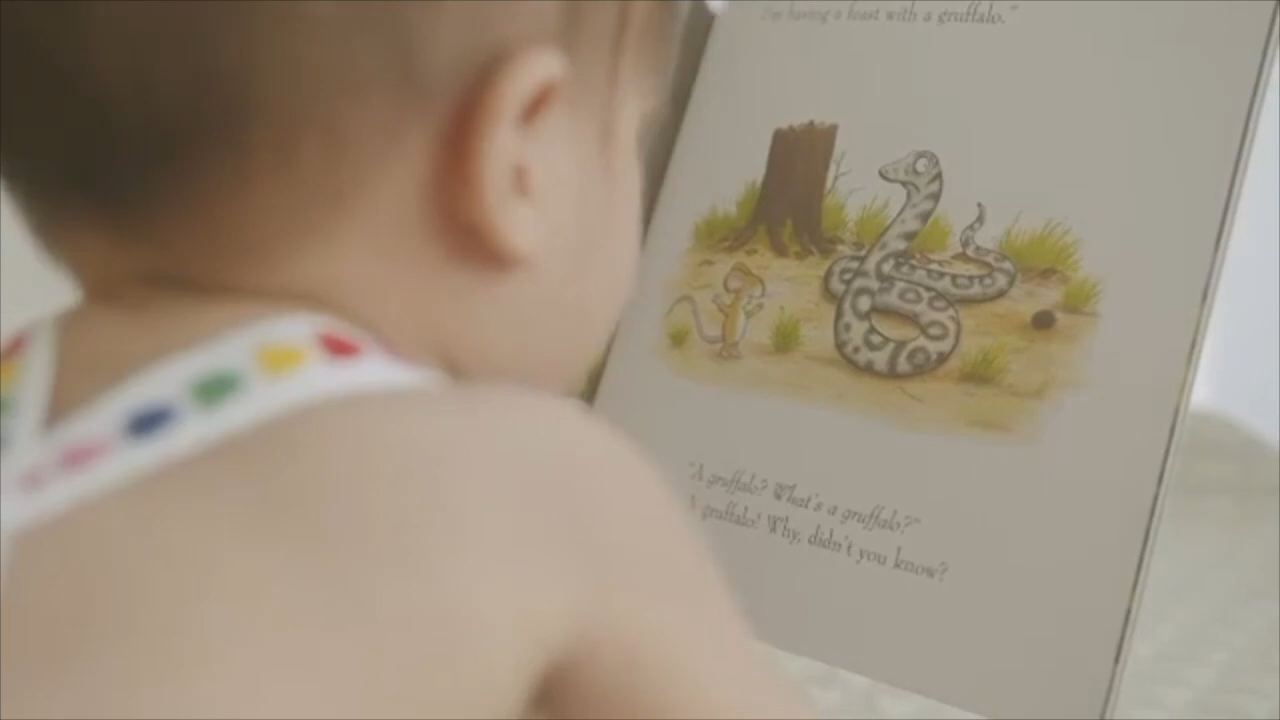 I'm having a feast with a gruffalo."
"A gruffalo? What's a gruffalo?"
gruffalo! Why, didn't you know?